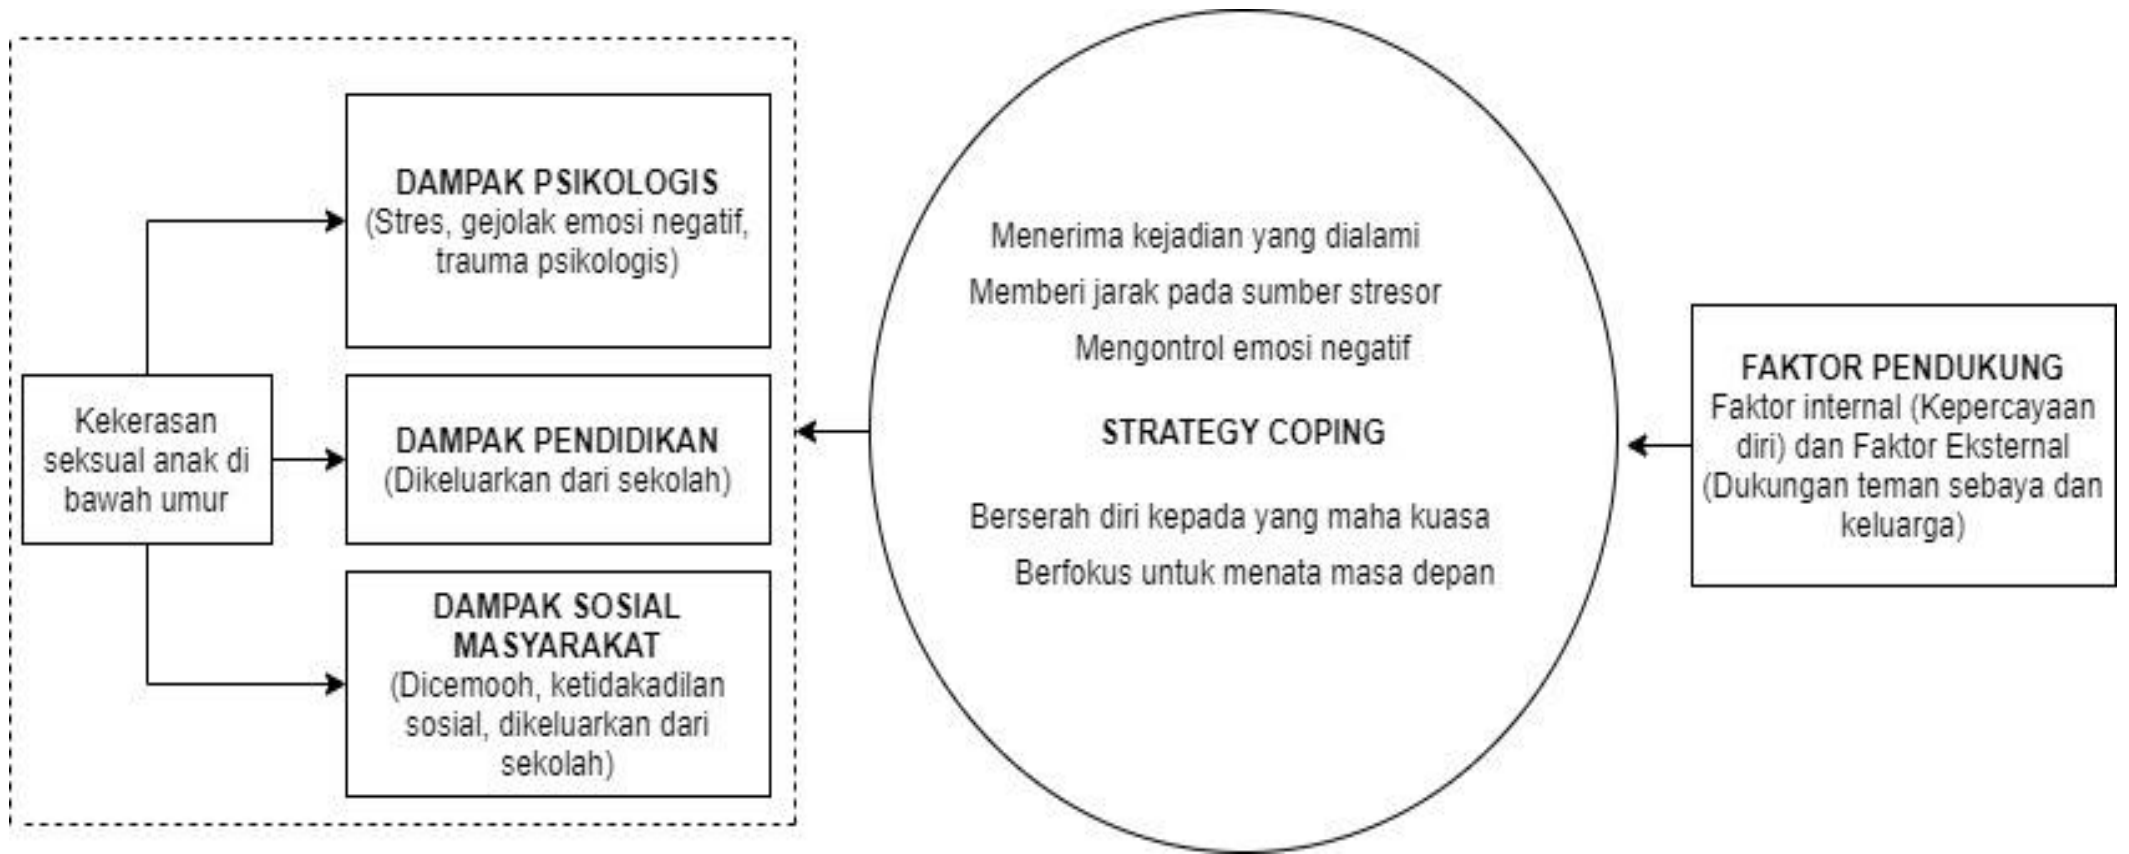 DAMPAK PSIKOLOGIS
(Stres, gejolak emosi negatif,
trauma psikologis)
Kekerasan
seksual anak di
bawah umur
DAMPAK PENDIDIKAN
(Dikeluarkan dari sekolah)
DAMPAK SOSIAL
MASYARAKAT
(Dicemooh, ketidakadilan
sosial, dikeluarkan dari
sekolah)
Menerima kejadian yang dialami
Memberi jarak pada sumber stresor
Mengontrol emosi negatif
STRATEGY COPING
Berserah diri kepada yang maha kuasa
Berfokus untuk menata masa depan
FAKTOR PENDUKUNG
Faktor internal (Kepercayaan
diri) dan Faktor Eksternal
(Dukungan teman sebaya dan
keluarga)